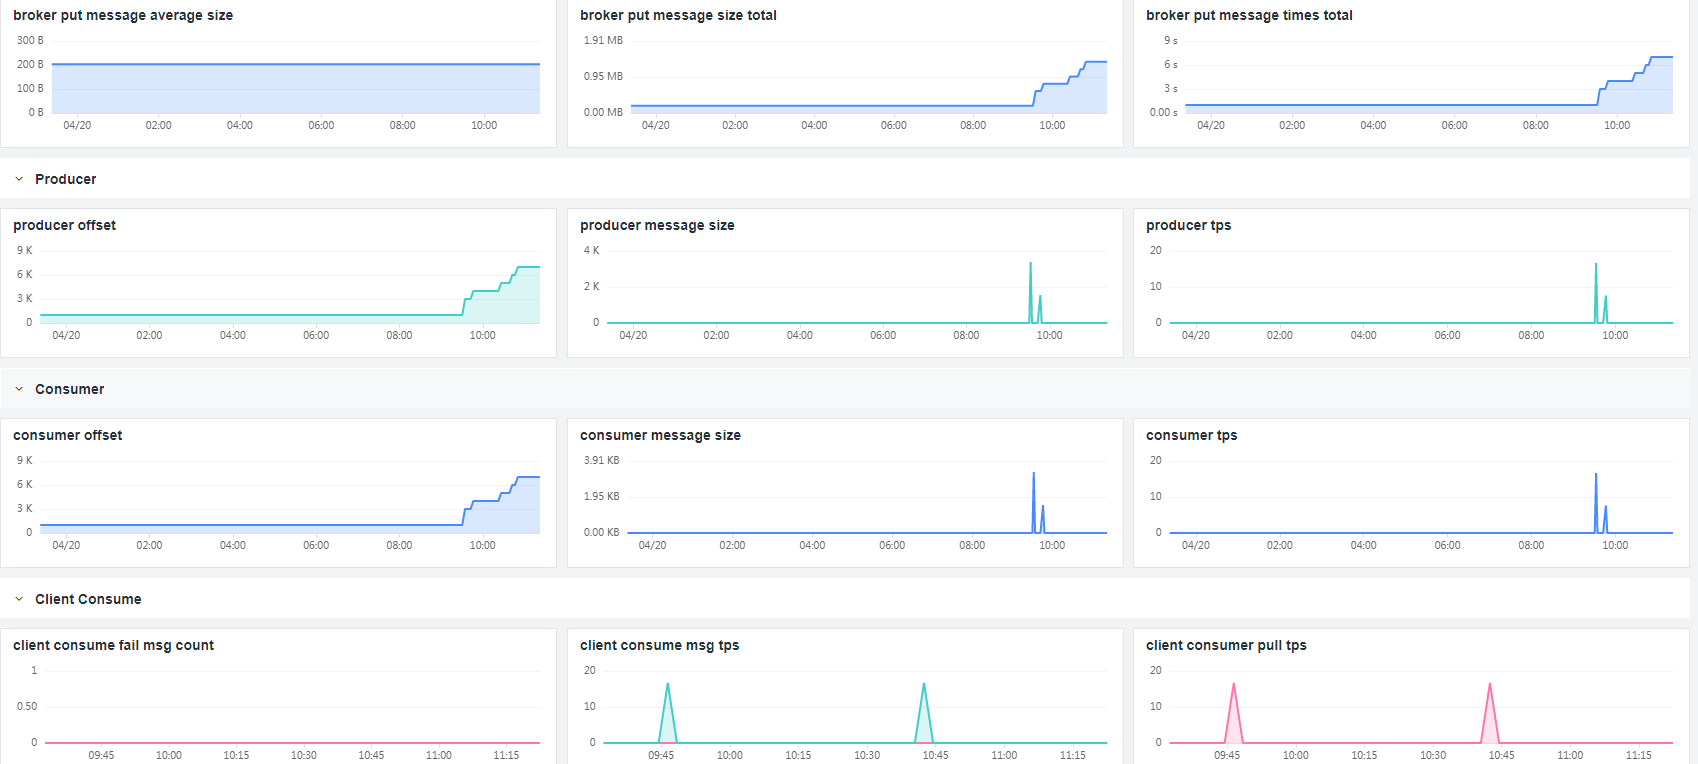 broker put message average size
300 B
200 B
100 B
0 B
04/20 02:00 04:00 06:00 08:00 10:00
broker put message size total
1.91 MB
0.95 MB
0.00 MB
04/20 02:00 04:00 06:00 08:00 10:00
broker put message times total
9 s
6 s
3 s
0.00 s
04/20 02:00 04:00 06:00 08:00 10:00
Producer
producer offset
9 K
6 K
3 K
0
04/20 02:00 04:00 06:00 08:00 10:00
producer message size
4 K
2 K
0
04/20 02:00 04:00 06:00 08:00 10:00
producer tps
20
10
0
04/20 02:00 04:00 06:00 08:00 10:00
Consumer
consumer offset
9 K
6 K
3 K
0
04/20 02:00 04:00 06:00 08:00 10:00
consumer message size
3.91 KB
1.95 KB
0.00 KB
04/20 02:00 04:00 06:00 08:00 10:00
consumer tps
20
10
0
04/20 02:00 04:00 06:00 08:00 10:00
Client Consume
client consume fail msg count
1
0.50
0
09:45 10:00 10:15 10:30 10:45 11:00 11:15
client consume msg tps
20
10
0
09:45 10:00 10:15 10:30 10:45 11:00 11:15
client consumer pull tps
20
10
0
09:45 10:00 10:15 10:30 10:45 11:00 11:15